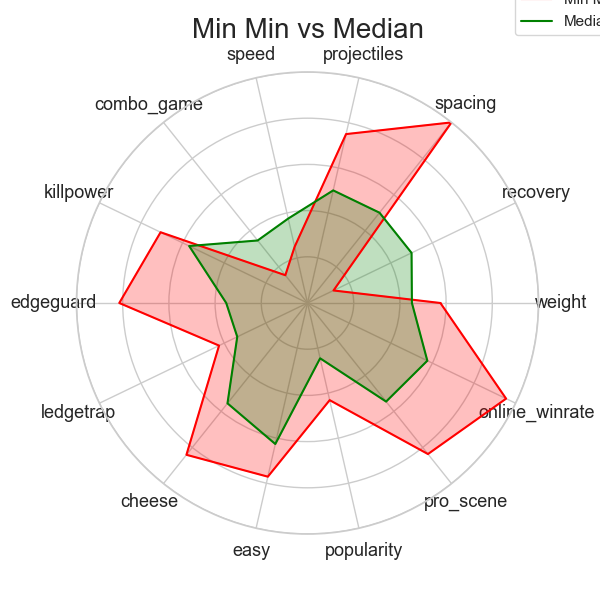 Min Min vs Median
speed
projectiles
combo_game
spacing
killpower
recovery
edgeguard
weight
ledgetrap
online_winrate
cheese
pro_scene
easy
popularity